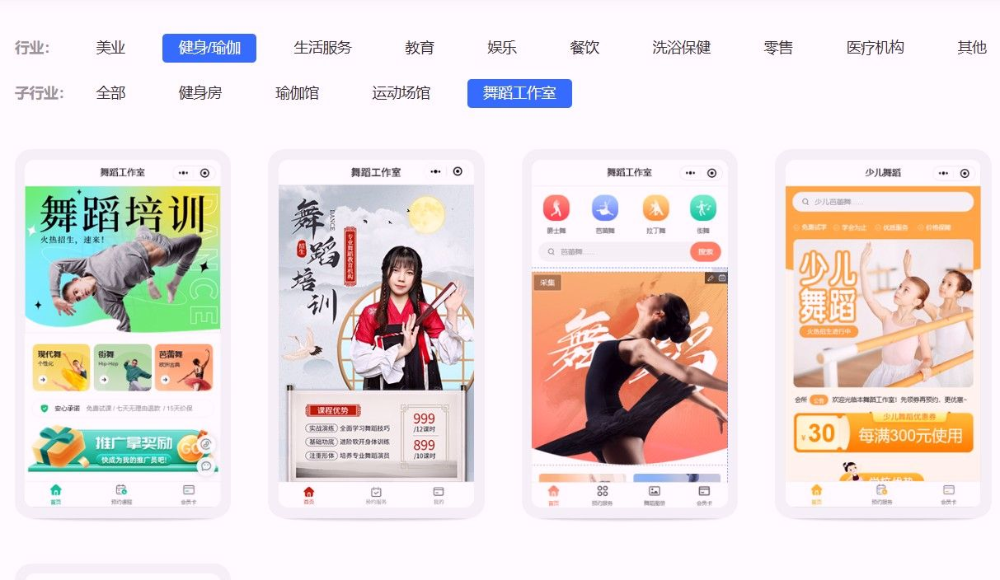 行业: 美业 健身/瑜伽 生活服务 教育 娱乐 餐饮 洗浴保健 零售 医疗机构 其他
子行业: 全部 健身房 瑜伽馆 运动场馆 舞蹈工作室
舞蹈工作室
舞蹈培训
火热招生，速来！
DANCE
现代舞
个性化
街舞
Hip-Hop
芭蕾舞
欧洲古典
安心承诺 免费试课 / 七天无理由退款 / 15天价保
推广拿奖励
快成为我的推广员吧!
GO
首页 预约课程 会员卡
舞蹈工作室
舞蹈培训
DANCE
招生
专业舞蹈教育机构
课程优势
实战演练 全面学习舞蹈技巧
基础功底 进阶软开身体训练
注重形体 培养专业舞蹈演员
999
/12课时
899
/10课时
首页 预约服务 我的
舞蹈工作室
爵士舞 芭蕾舞 拉丁舞 街舞
芭蕾舞...... 搜索
采集
舞蹈
首页 预约服务 舞蹈图册 会员卡
少儿舞蹈
少儿芭蕾舞......
免费试学 学会为止 优质服务 价格保障
少儿
舞蹈
火热招生进行中
会所 公告 欢迎光临本舞蹈工作室！先领券再预约，更优惠~
少儿舞蹈优惠券
¥30 每满300元可使用
学校优势
首页 预约服务 会员卡